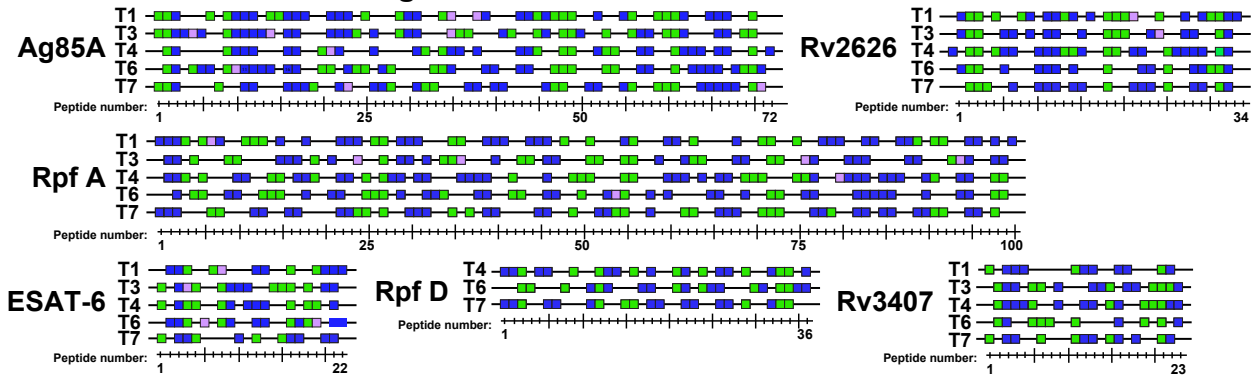 T1
T3
Ag85A
T4
T6
T7
Peptide number:
1 25 50 72
T1
T3
Rv2626
T4
T6
T7
Peptide number:
1 34
T1
T3
Rpf A
T4
T6
T7
Peptide number:
1 25 50 75 100
T1
T3
ESAT-6
T4
T6
T7
Peptide number:
1 22
T4
Rpf D
T6
T7
Peptide number:
1 36
T1
T3
Rv3407
T4
T6
T7
Peptide number:
1 23